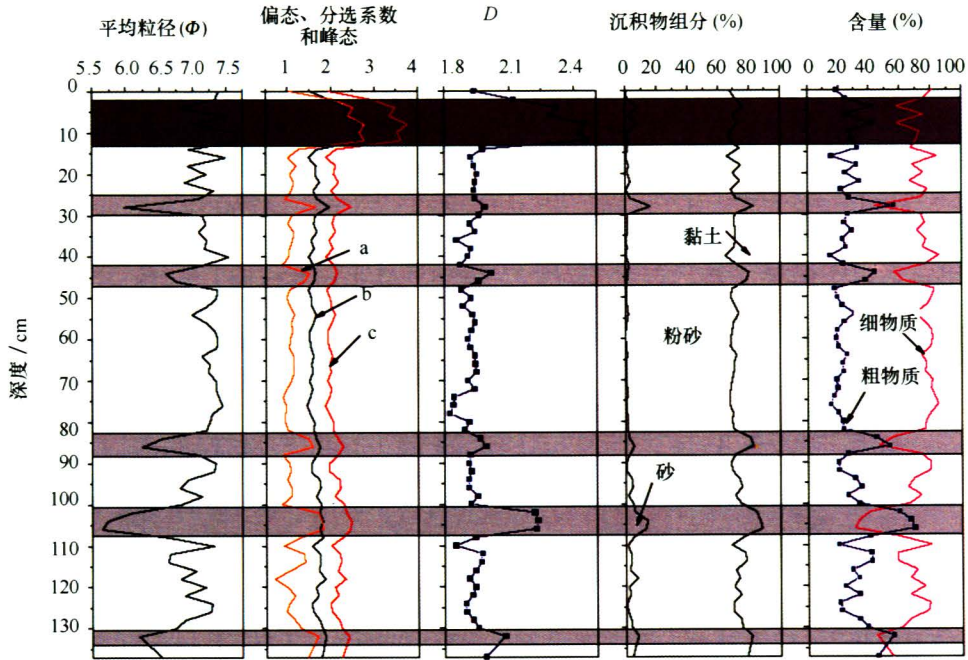 平均粒径 (Φ)
偏态、分选系数
和峰态
D
沉积物组分 (%)
含量 (%)
5.5 6.0 6.5 7.0 7.5
1 2 3 4
1.8 2.1 2.4
0 20 40 60 80 100
0 20 40 60 80 100
深度 /cm
0
10
20
30
40
50
60
70
80
90
100
110
120
130
a
b
c
黏土
粉砂
砂
细物质
粗物质